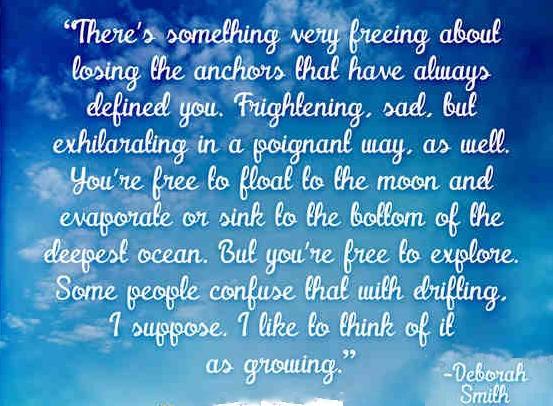 “There's something very freeing about
losing the anchors that have always
defined you. Frightening, sad, but
exhilarating in a poignant way, as well.
You're free to float to the moon and
evaporate or sink to the bottom of the
deepest ocean. But you're free to explore.
Some people confuse that with drifting,
I suppose. I like to think of it
as growing.”
-Deborah
Smith